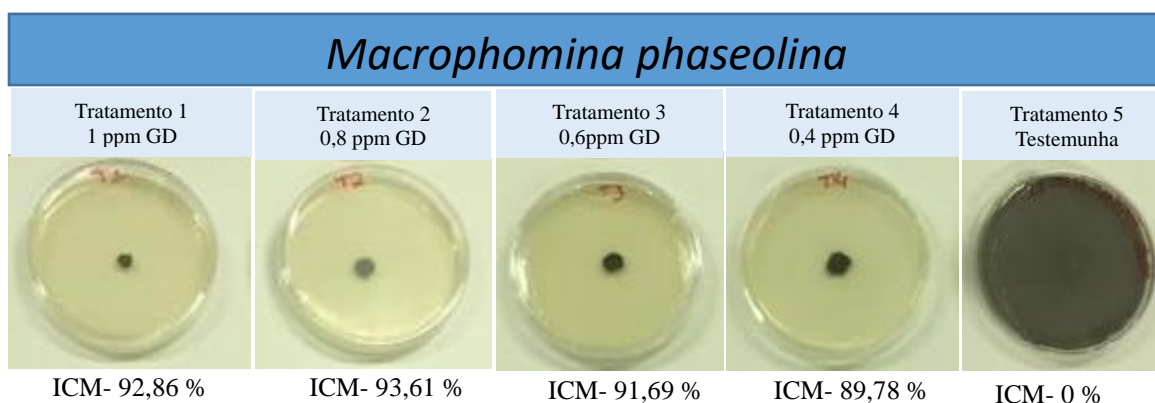 Macrophomina phaseolina
Tratamento 1
1 ppm GD
Tratamento 2
0,8 ppm GD
Tratamento 3
0,6ppm GD
Tratamento 4
0,4 ppm GD
Tratamento 5
Testemunha
T2
T3
T4
ICM- 92,86 %
ICM- 93,61 %
ICM- 91,69 %
ICM- 89,78 %
ICM- 0 %